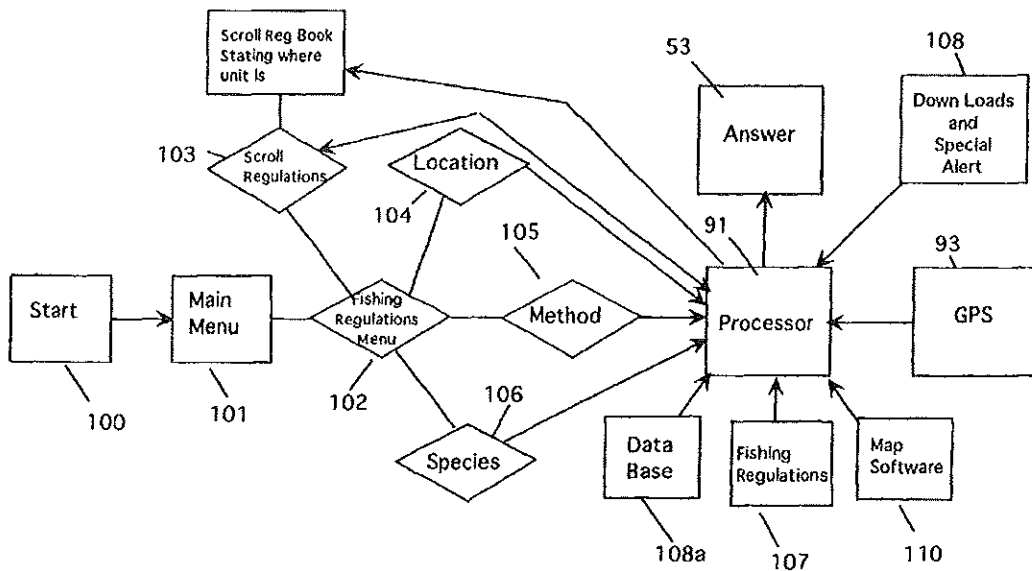 Scroll Reg Book
Stating where
unit Is
53
108
Answer
Down Loads
and
Special
Alert
103
Scroll
Regulations
Location
104
91
105
93
Start
Main
Menu
Fishing
Regulations
Menu
Method
Processor
GPS
100
101
102
106
Species
Data
Base
Fishing
Regulations
Map
Software
108a
107
110